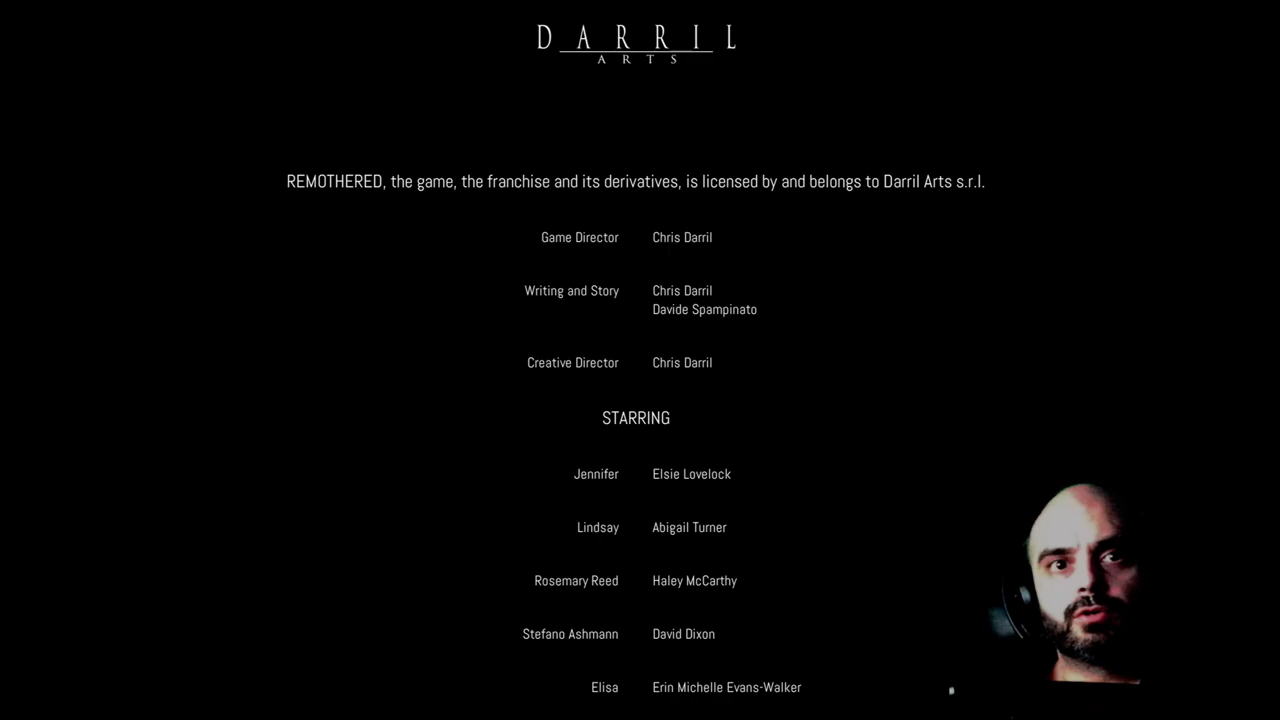 DARRIL
ARTS
REMOTHERED, the game, the franchise and its derivatives, is licensed by and belongs to Darril Arts s.r.l.
Game Director Chris Darril
Writing and Story Chris Darril
Davide Spampinato
Creative Director Chris Darril
STARRING
Jennifer Elsie Lovelock
Lindsay Abigail Turner
Rosemary Reed Haley McCarthy
Stefano Ashmann David Dixon
Elisa Erin Michelle Evans-Walker